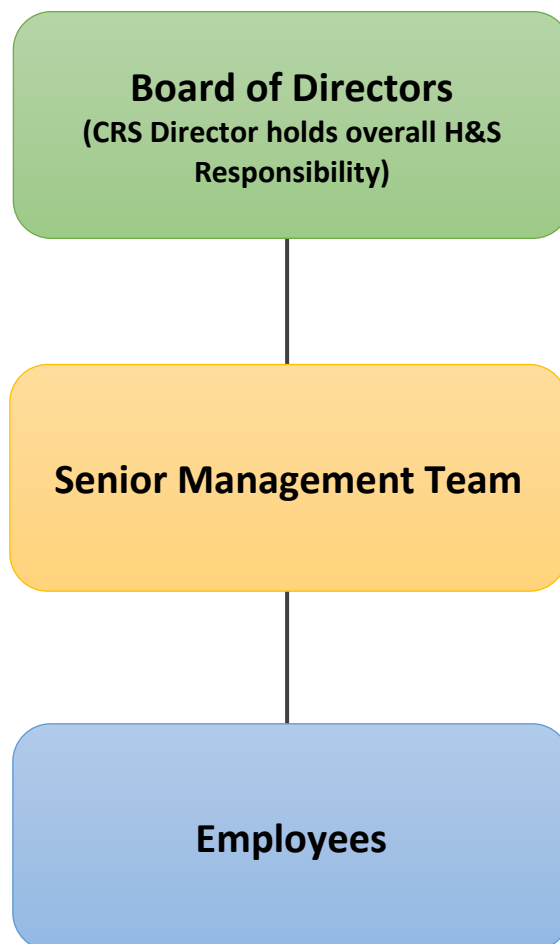 Board of Directors
(CRS Director holds overall H&S
Responsibility)
Senior Management Team
Employees